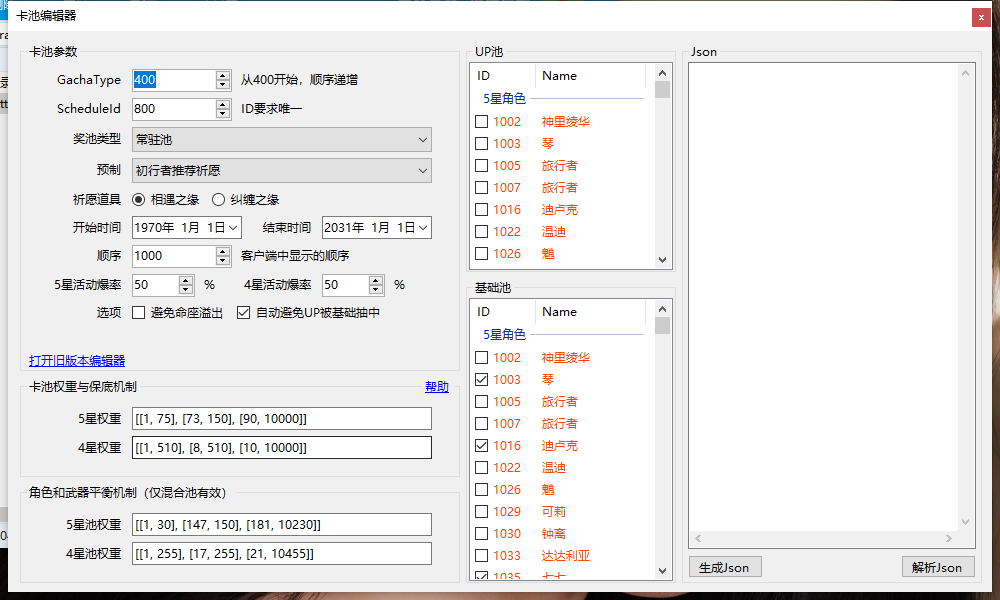 卡池编辑器
x
卡池参数
GachaType 400 从400开始，顺序递增
ScheduleId 800 ID要求唯一
奖池类型 常驻池
预制 初行者推荐祈愿
祈愿道具 相遇之缘 纠缠之缘
开始时间 1970年 1月 1日 结束时间 2031年 1月 1日
顺序 1000 客户端中显示的顺序
5星活动爆率 50 % 4星活动爆率 50 %
选项 避免命座溢出 自动避免UP被基础抽中
打开旧版本编辑器
卡池权重与保底机制 帮助
5星权重 [[1, 75], [73, 150], [90, 10000]]
4星权重 [[1, 510], [8, 510], [10, 10000]]
角色和武器平衡机制（仅混合池有效）
5星池权重 [[1, 30], [147, 150], [181, 10230]]
4星池权重 [[1, 255], [17, 255], [21, 10455]]
UP池
ID Name
5星角色
1002 神里绫华
1003 琴
1005 旅行者
1007 旅行者
1016 迪卢克
1022 温迪
1026 魈
基础池
ID Name
5星角色
1002 神里绫华
1003 琴
1005 旅行者
1007 旅行者
1016 迪卢克
1022 温迪
1026 魈
1029 可莉
1030 钟离
1033 达达利亚
1035 七七
Json
生成Json 解析Json